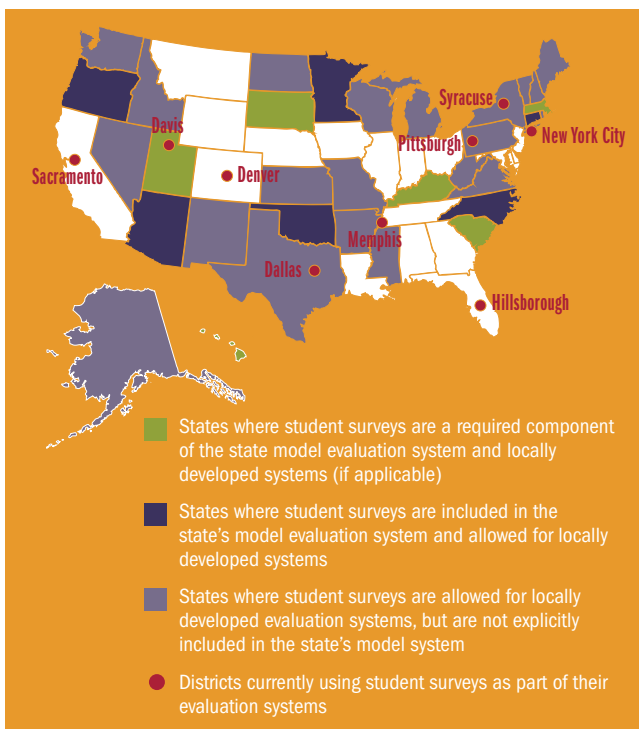 Syracuse
Davis
Pittsburgh
New York City
Sacramento
Denver
Memphis
Dallas
Hillsborough
States where student surveys are a required component
of the state model evaluation system and locally
developed systems (if applicable)
States where student surveys are included in the
state's model evaluation system and allowed for locally
developed systems
States where student surveys are allowed for locally
developed evaluation systems, but are not explicitly
included in the state's model system
Districts currently using student surveys as part of their
evaluation systems